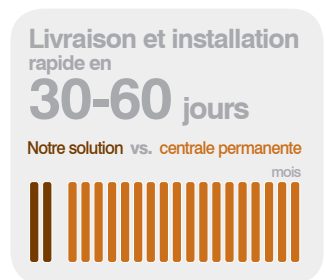 Livraison et installation
rapide en
30-60 jours
Notre solution vs. centrale permanente
mois